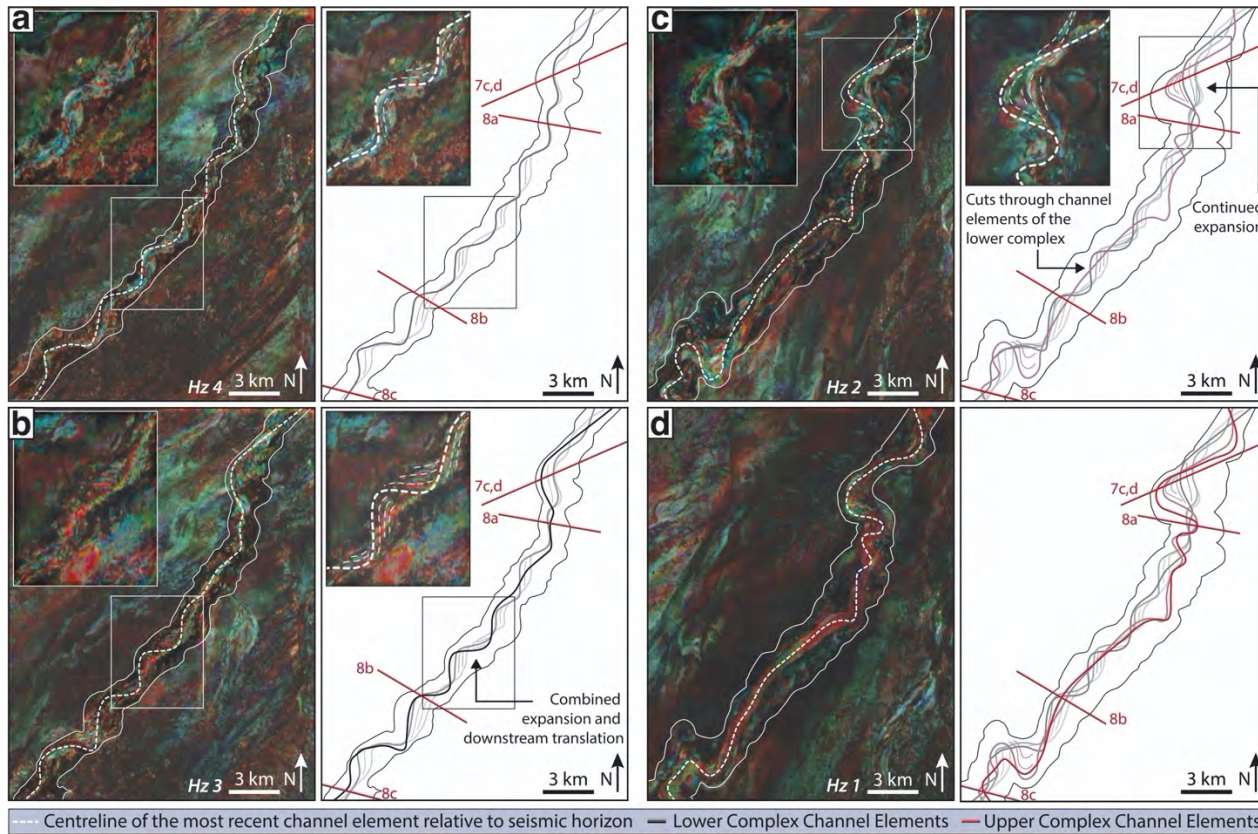 a
Hz 4
3 km
N
7c,d
8a
8b
8c
3 km
N
b
Hz 3
3 km
N
7c,d
8a
8b
Combined
expansion and
downstream translation
8c
3 km
N
c
Hz 2
3 km
N
7c,d
8a
Cuts through channel
elements of the
lower complex
Continued
expansion
8b
8c
3 km
N
d
Hz 1
3 km
N
7c,d
8a
8b
8c
3 km
N
Centreline of the most recent channel element relative to seismic horizon
Lower Complex Channel Elements
Upper Complex Channel Elements